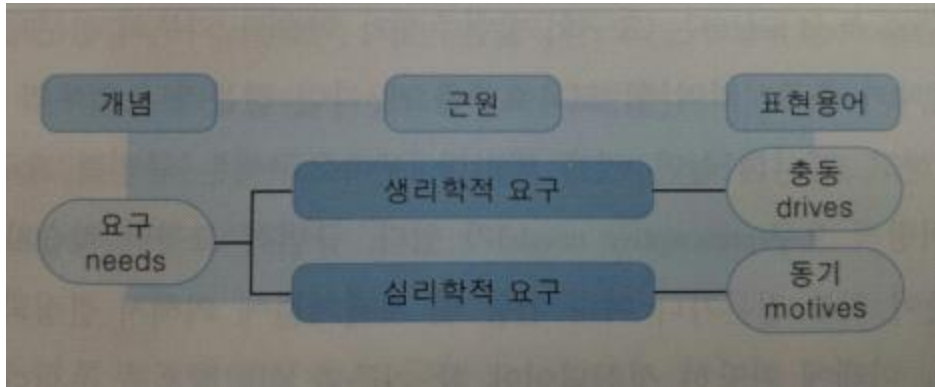 개념 근원 표현용어
생리학적 요구 충동
drives
요구
needs
심리학적 요구 동기
motives